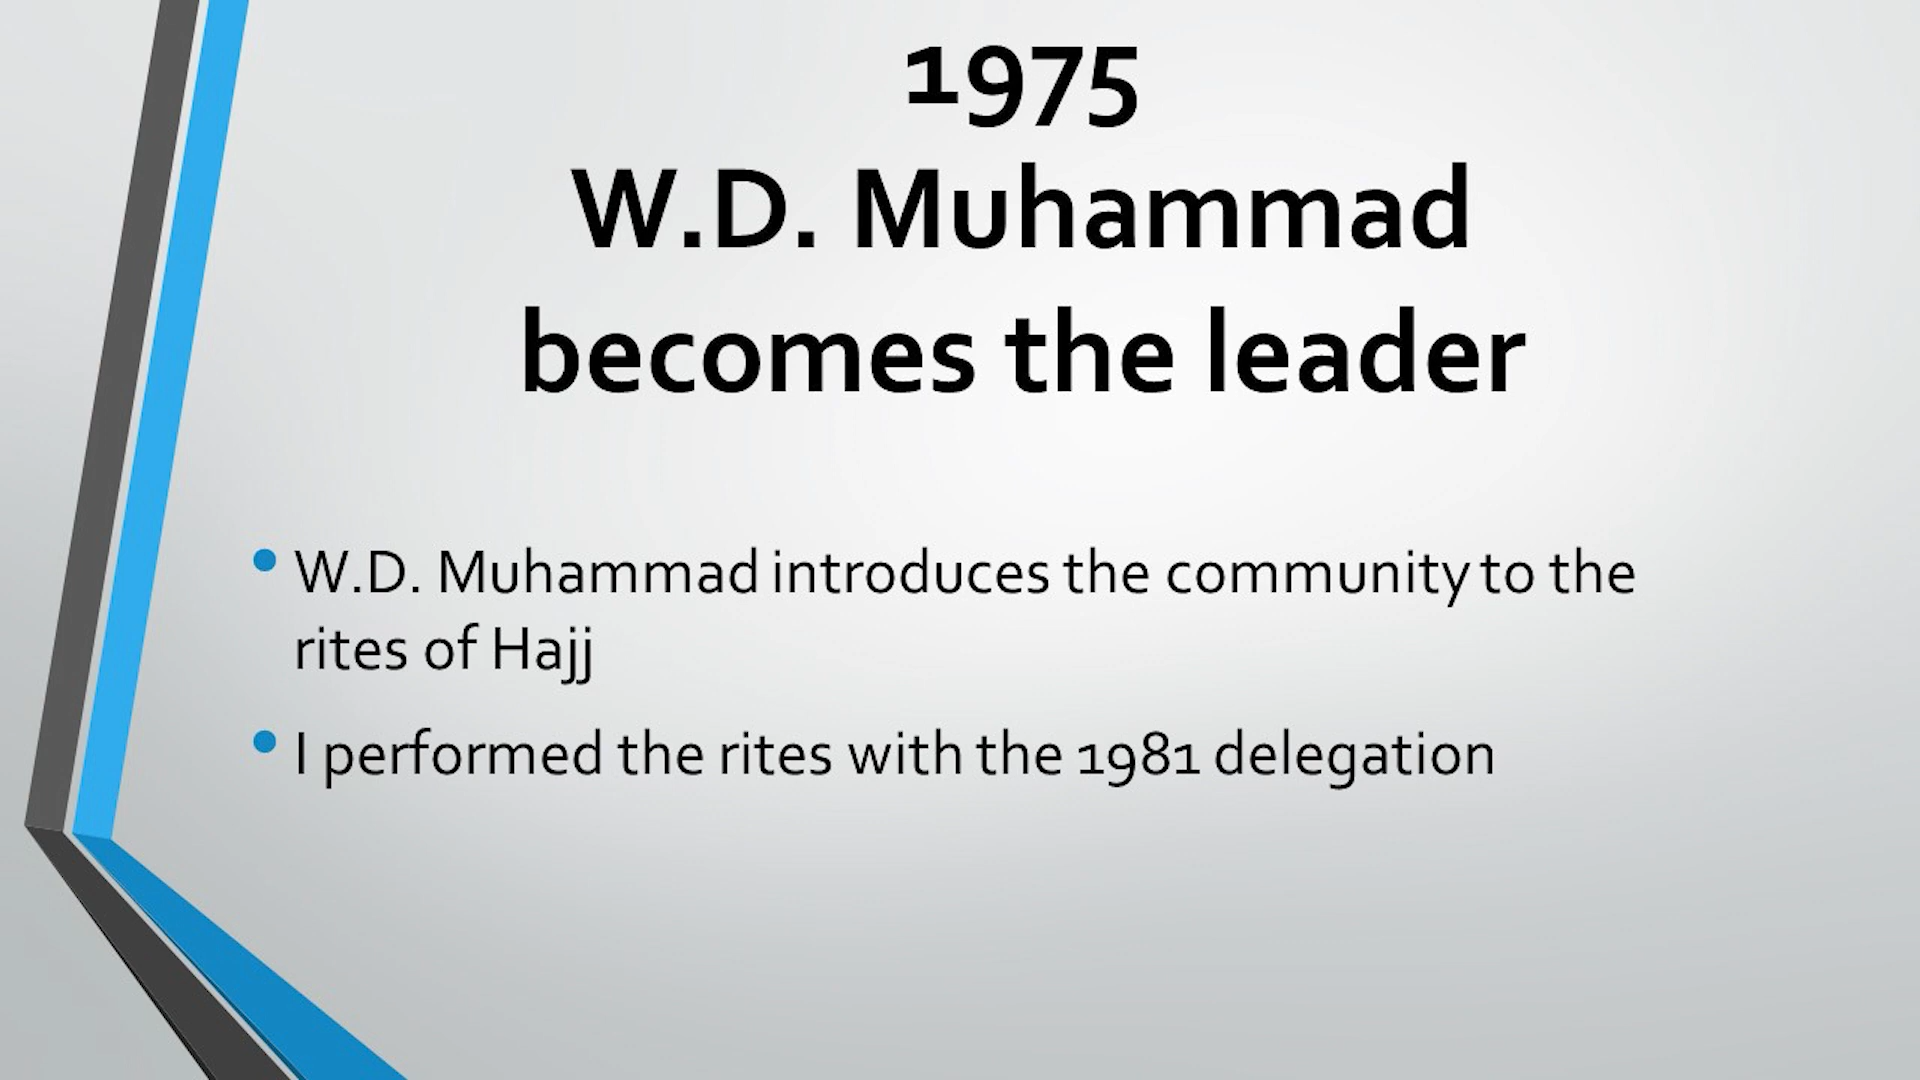 1975
W.D. Muhammad
becomes the leader
• W.D. Muhammad introduces the community to the
rites of Hajj
• I performed the rites with the 1981 delegation